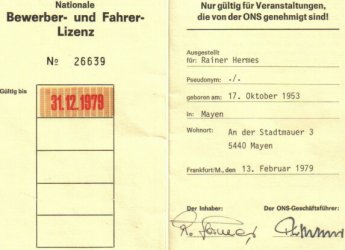 Nationale
Bewerber- und Fahrer-
Lizenz
№ 26639
Gültig bis
31.12.1979
Nur gültig für Veranstaltungen,
die von der ONS genehmigt sind!
Ausgestellt
für: Rainer Hermes
Pseudonym: ./.
geboren am: 17. Oktober 1953
in: Mayen
Wohnort: An der Stadtmauer 3
5440 Mayen
Frankfurt/M., den 13. Februar 1979
Der Inhaber:
Der ONS-Geschäftsführer: